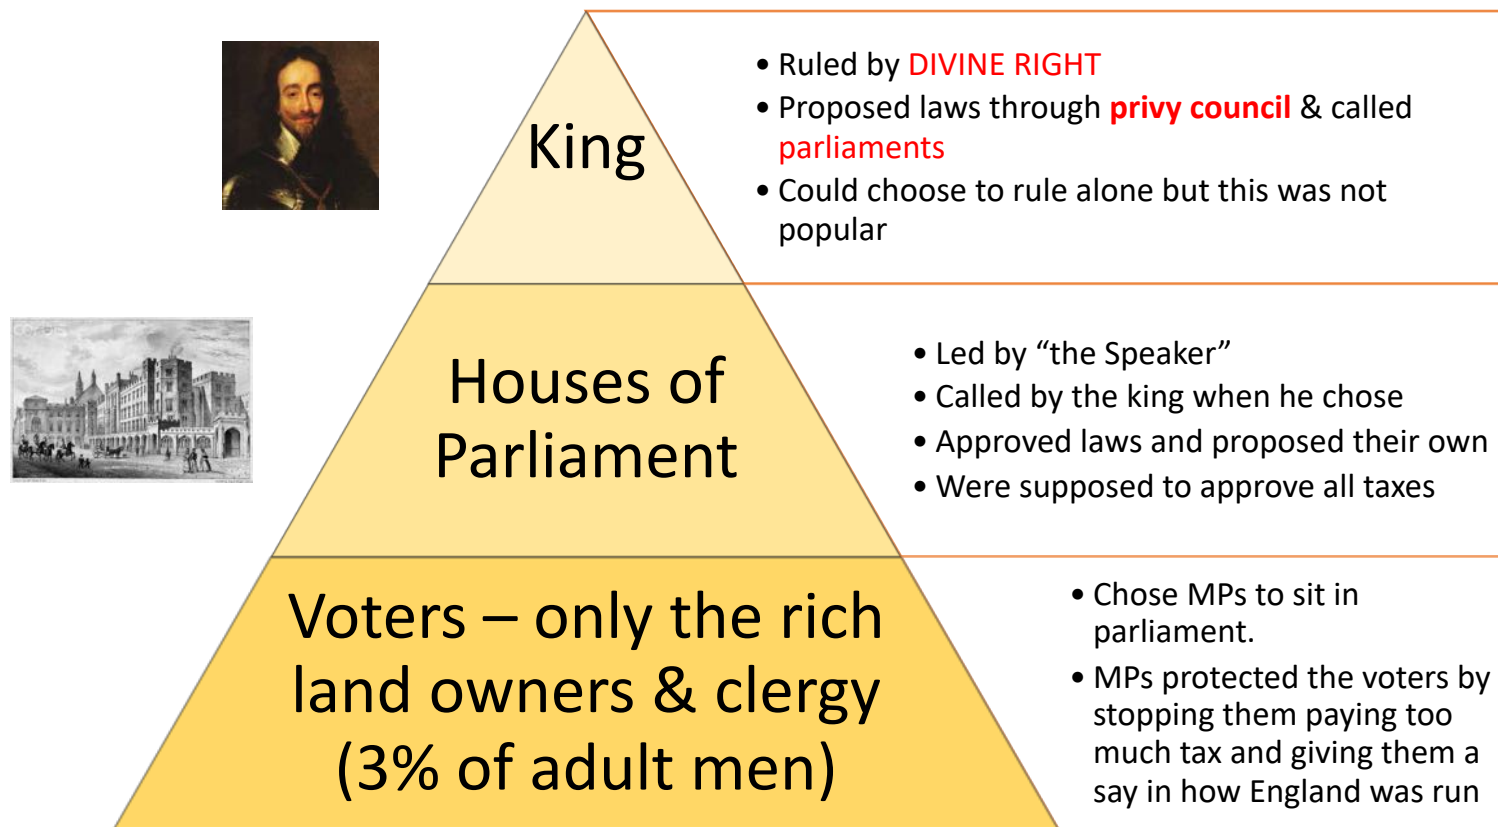 King
• Ruled by DIVINE RIGHT
• Proposed laws through privy council & called
parliaments
• Could choose to rule alone but this was not
popular
Houses of
Parliament
• Led by “the Speaker”
• Called by the king when he chose
• Approved laws and proposed their own
• Were supposed to approve all taxes
Voters – only the rich
land owners & clergy
(3% of adult men)
• Chose MPs to sit in
parliament.
• MPs protected the voters by
stopping them paying too
much tax and giving them a
say in how England was run